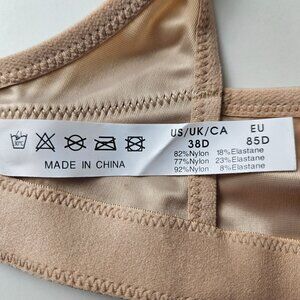 US/UK/CA EU
38D 85D
82%Nylon 18%Elastane
77%Nylon 23%Elastane
92%Nylon 8%Elastane
MADE IN CHINA